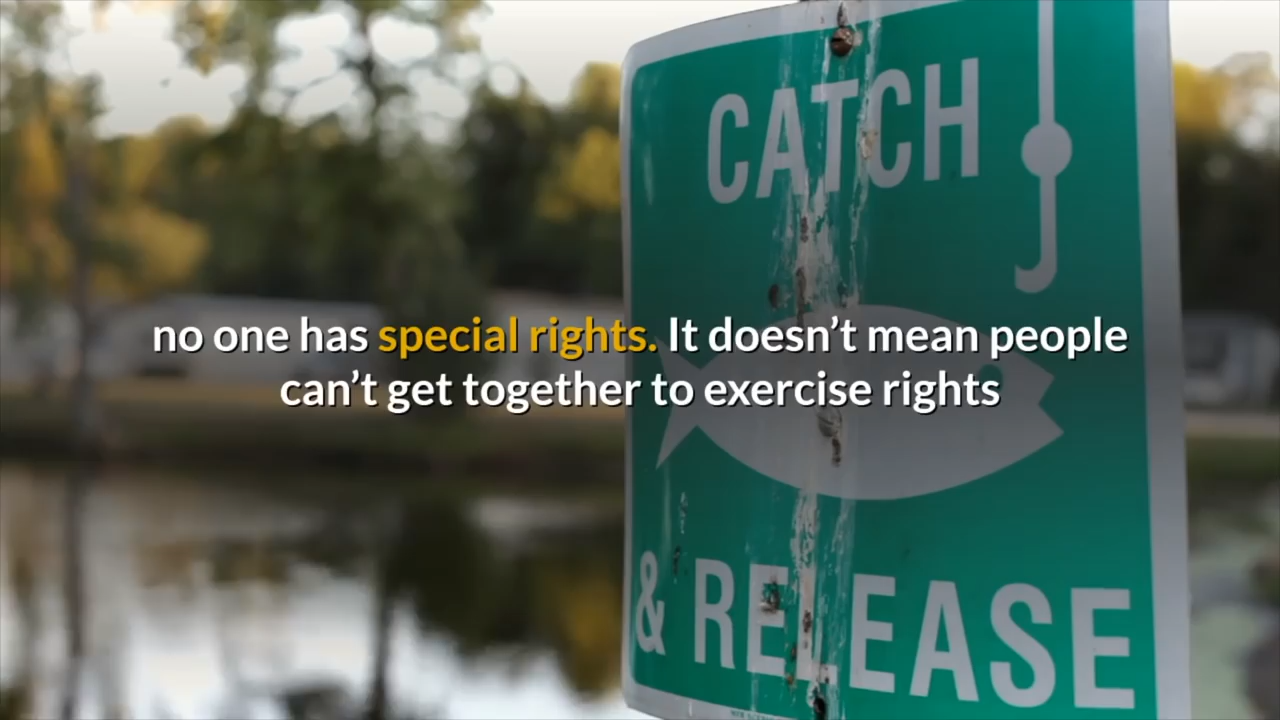 CATCH
no one has special rights. It doesn’t mean people
can’t get together to exercise rights
& RELEASE